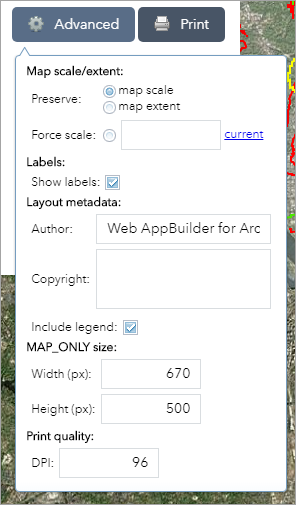 Advanced Print
Map scale/extent:
Preserve: map scale
map extent
Force scale: current
Labels:
Show labels:
Layout metadata:
Author: Web AppBuilder for Arc
Copyright:
Include legend:
MAP_ONLY size:
Width (px): 670
Height (px): 500
Print quality:
DPI: 96